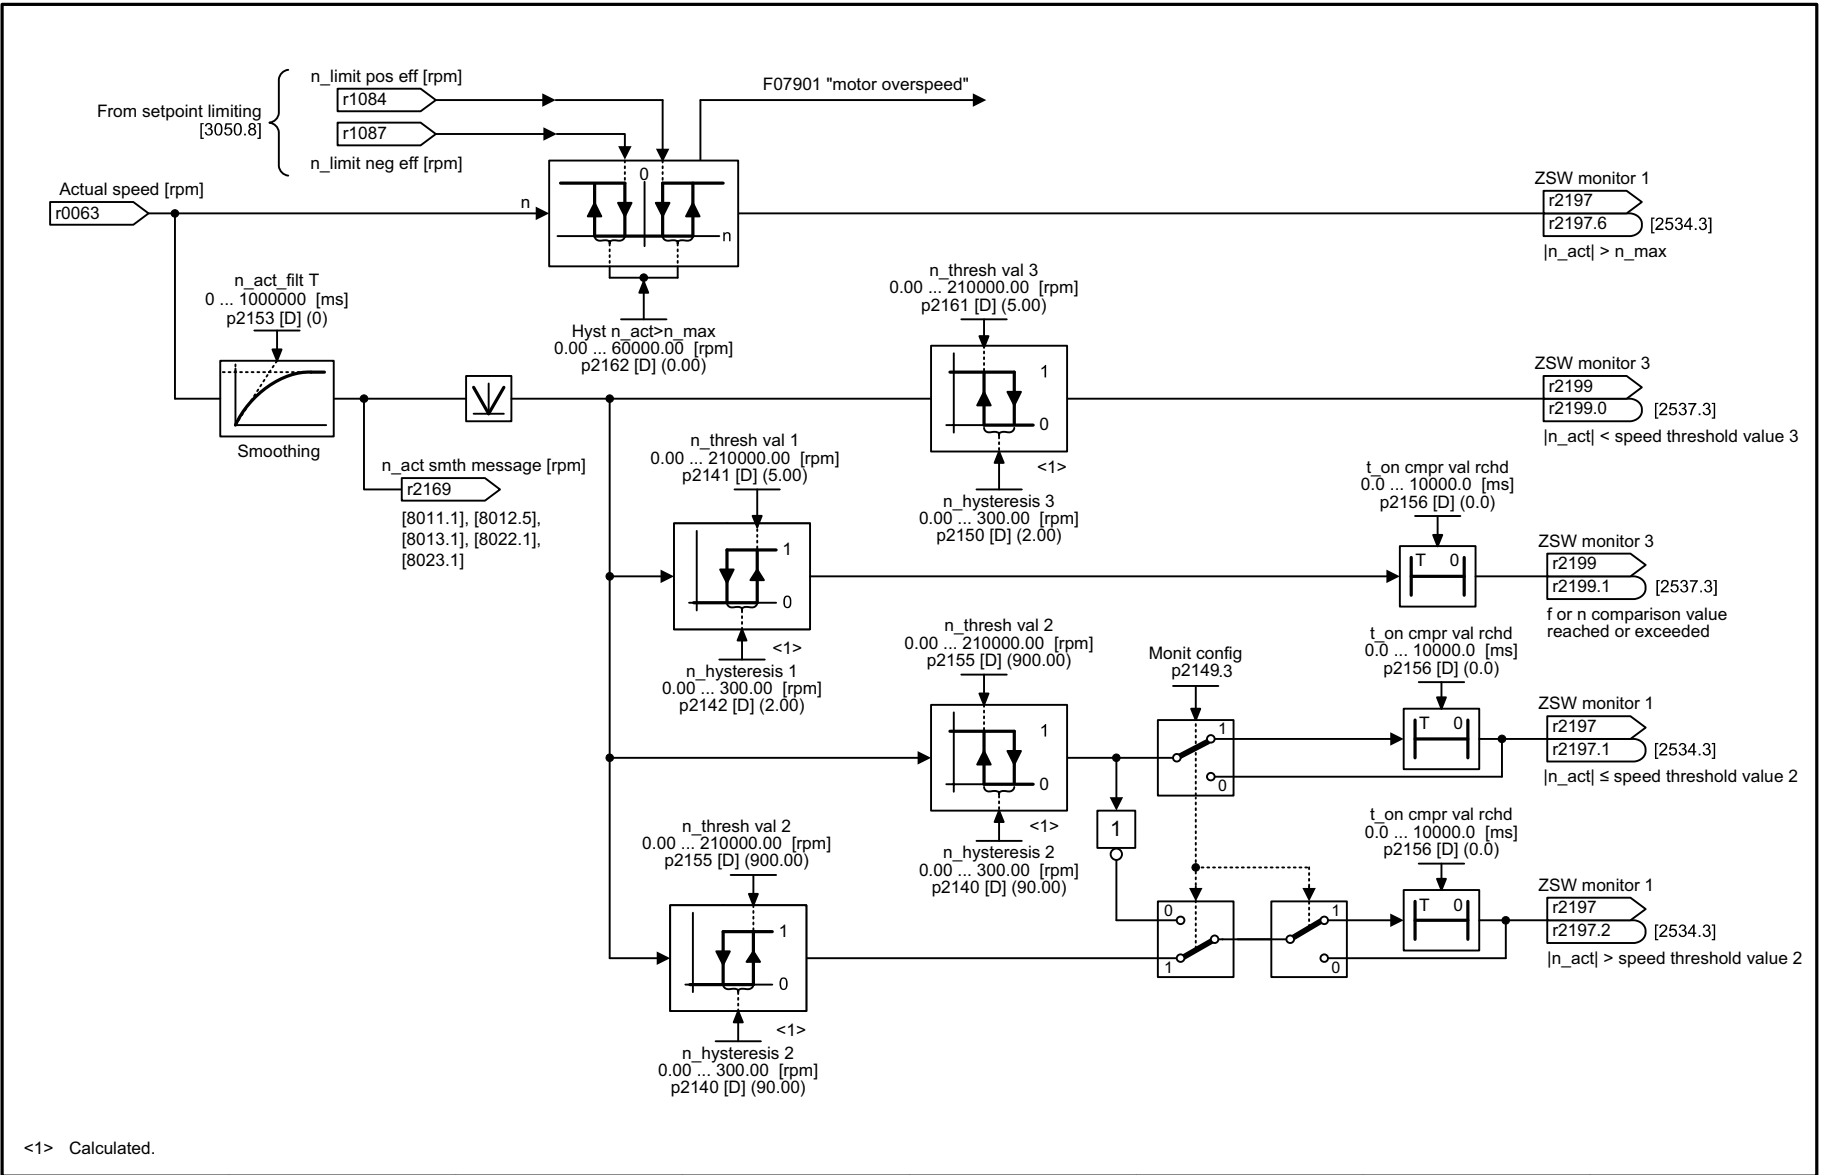 n_limit pos eff [rpm]
r1084
From setpoint limiting
[3050.8]
r1087
n_limit neg eff [rpm]
F07901 "motor overspeed"
Actual speed [rpm]
r0063
n
0
n
ZSW monitor 1
r2197
r2197.6
[2534.3]
|n_act| > n_max
Hyst n_act>n_max
0.00 ... 60000.00 [rpm]
p2162 [D] (0.00)
n_act_filt T
0 ... 1000000 [ms]
p2153 [D] (0)
Smoothing
n_act smth message [rpm]
r2169
[8011.1], [8012.5],
[8013.1], [8022.1],
[8023.1]
n_thresh val 3
0.00 ... 210000.00 [rpm]
p2161 [D] (5.00)
1
0
<1>
n_hysteresis 3
0.00 ... 300.00 [rpm]
p2150 [D] (2.00)
ZSW monitor 3
r2199
r2199.0
[2537.3]
|n_act| < speed threshold value 3
n_thresh val 1
0.00 ... 210000.00 [rpm]
p2141 [D] (5.00)
1
0
<1>
n_hysteresis 1
0.00 ... 300.00 [rpm]
p2142 [D] (2.00)
t_on cmpr val rchd
0.0 ... 10000.0 [ms]
p2156 [D] (0.0)
T 0
ZSW monitor 3
r2199
r2199.1
[2537.3]
f or n comparison value
reached or exceeded
n_thresh val 2
0.00 ... 210000.00 [rpm]
p2155 [D] (900.00)
1
0
<1>
n_hysteresis 2
0.00 ... 300.00 [rpm]
p2140 [D] (90.00)
Monit config
p2149.3
1
0
1
t_on cmpr val rchd
0.0 ... 10000.0 [ms]
p2156 [D] (0.0)
T 0
ZSW monitor 1
r2197
r2197.1
[2534.3]
|n_act| ≤ speed threshold value 2
n_thresh val 2
0.00 ... 210000.00 [rpm]
p2155 [D] (900.00)
1
0
<1>
n_hysteresis 2
0.00 ... 300.00 [rpm]
p2140 [D] (90.00)
0
1
1
0
t_on cmpr val rchd
0.0 ... 10000.0 [ms]
p2156 [D] (0.0)
T 0
ZSW monitor 1
r2197
r2197.2
[2534.3]
|n_act| > speed threshold value 2
<1> Calculated.